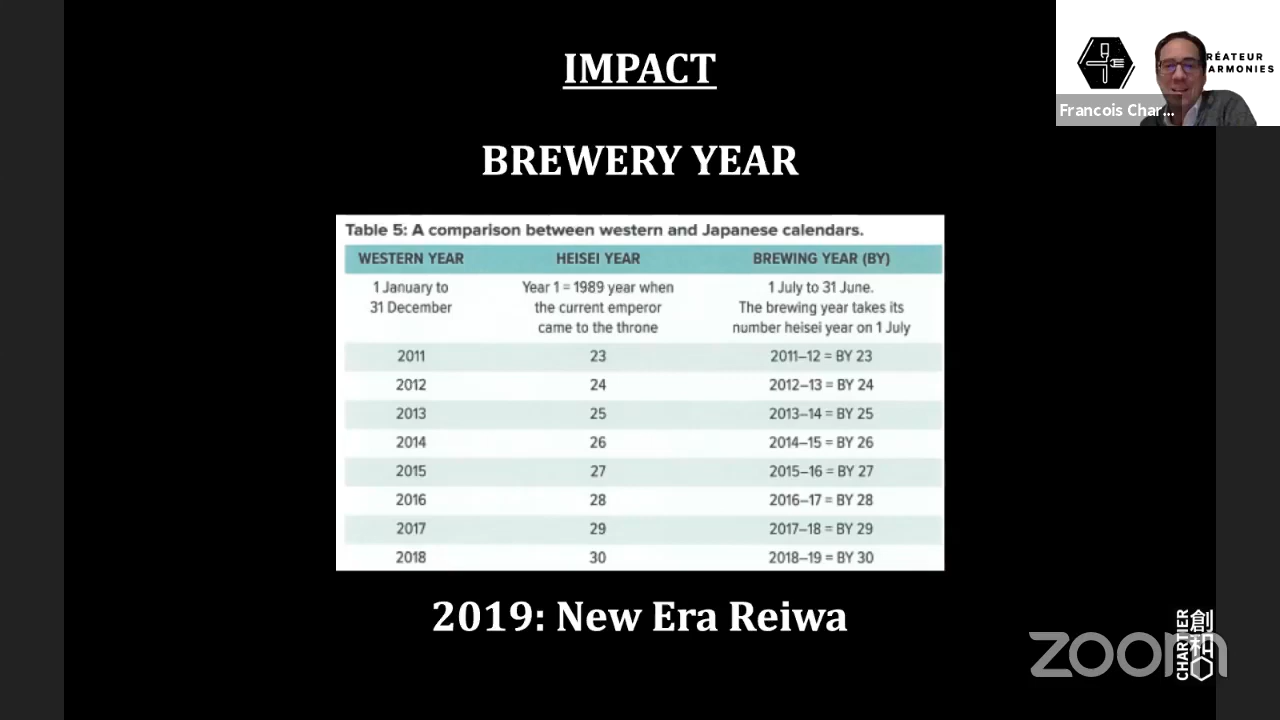 IMPACT
RÉATEUR
ARMONIES
Francois Char...
BREWERY YEAR
Table 5: A comparison between western and Japanese calendars.
WESTERN YEAR HEISEI YEAR BREWING YEAR (BY)
1 January to Year 1 = 1989 year when 1 July to 31 June.
31 December the current emperor The brewing year takes its
came to the throne number heisei year on 1 July
2011 23 2011–12 = BY 23
2012 24 2012–13 = BY 24
2013 25 2013–14 = BY 25
2014 26 2014–15 = BY 26
2015 27 2015–16 = BY 27
2016 28 2016–17 = BY 28
2017 29 2017–18 = BY 29
2018 30 2018–19 = BY 30
2019: New Era Reiwa
CHARTIER
創和
zoom